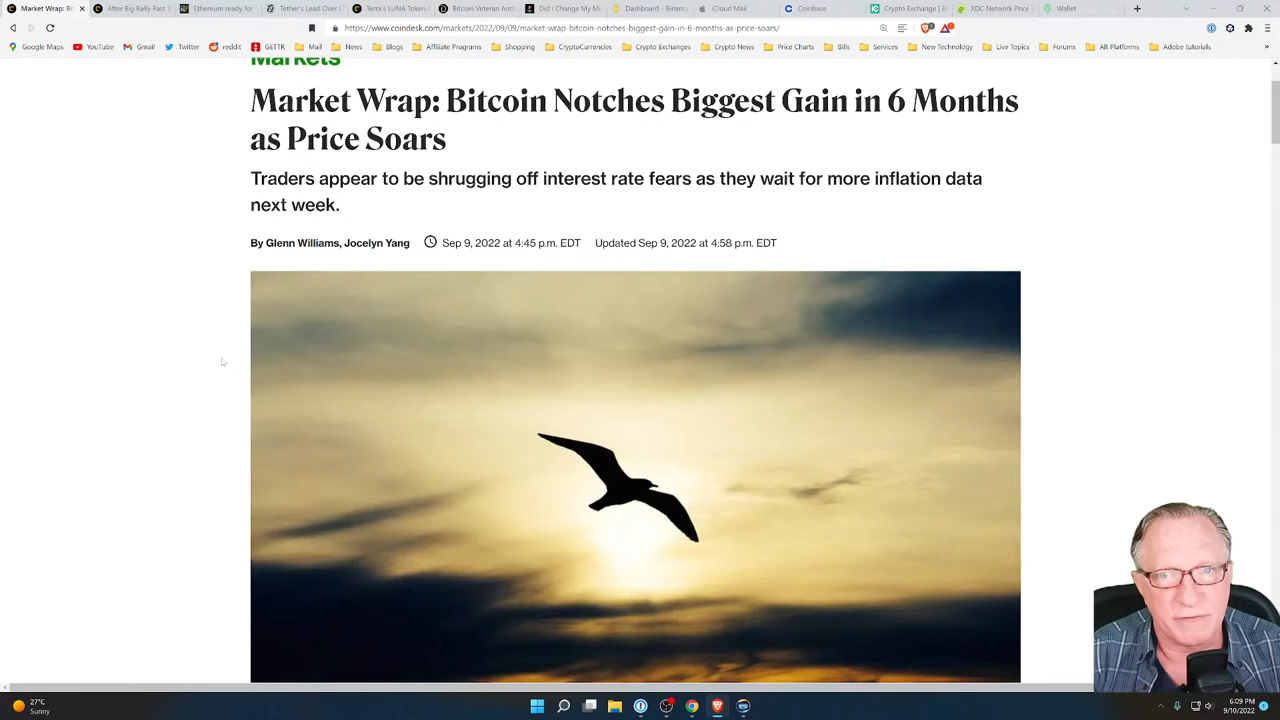 Market Wrap: Bi
After Big Rally Past $
Ethereum ready for
Tether's Lead Over U
Terra's LUNA Token
Bitcoin Veteran Anth
Did I Change My Mi
Dashboard - Binanc
iCloud Mail
Coinbase
Crypto Exchange |
XDC Network Price
Wallet
https://www.coindesk.com/markets/2022/09/09/market-wrap-bitcoin-notches-biggest-gain-in-6-months-as-price-soars/
Google Maps
YouTube
Gmail
Twitter
reddit
GETTR
Mail
News
Blogs
Affiliate Programs
Shopping
CryptoCurrencies
Crypto Exchanges
Crypto News
Price Charts
Bills
Services
New Technology
Live Topics
Forums
Alt Platforms
Adobe tutorials
Markets
Market Wrap: Bitcoin Notches Biggest Gain in 6 Months
as Price Soars
Traders appear to be shrugging off interest rate fears as they wait for more inflation data
next week.
By Glenn Williams, Jocelyn Yang
Sep 9, 2022 at 4:45 p.m. EDT
Updated Sep 9, 2022 at 4:58 p.m. EDT
27°C
Sunny
6:09 PM
9/10/2022